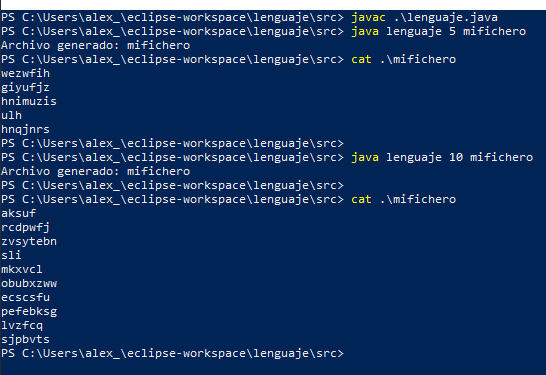 PS C:\Users\alex_\eclipse-workspace\lenguaje\src> javac .\lenguaje.java
PS C:\Users\alex_\eclipse-workspace\lenguaje\src> java lenguaje 5 mifichero
Archivo generado: mifichero
PS C:\Users\alex_\eclipse-workspace\lenguaje\src> cat .\mifichero
wezwfih
giyufjz
hnimuzis
ulh
hnqjnrs
PS C:\Users\alex_\eclipse-workspace\lenguaje\src>
PS C:\Users\alex_\eclipse-workspace\lenguaje\src> java lenguaje 10 mifichero
Archivo generado: mifichero
PS C:\Users\alex_\eclipse-workspace\lenguaje\src>
PS C:\Users\alex_\eclipse-workspace\lenguaje\src> cat .\mifichero
aksuf
rcdpwfj
zvsytebn
sli
mkxvcl
obubxzww
ecscsfu
pefebksg
lvzfcq
sjpbvts
PS C:\Users\alex_\eclipse-workspace\lenguaje\src>